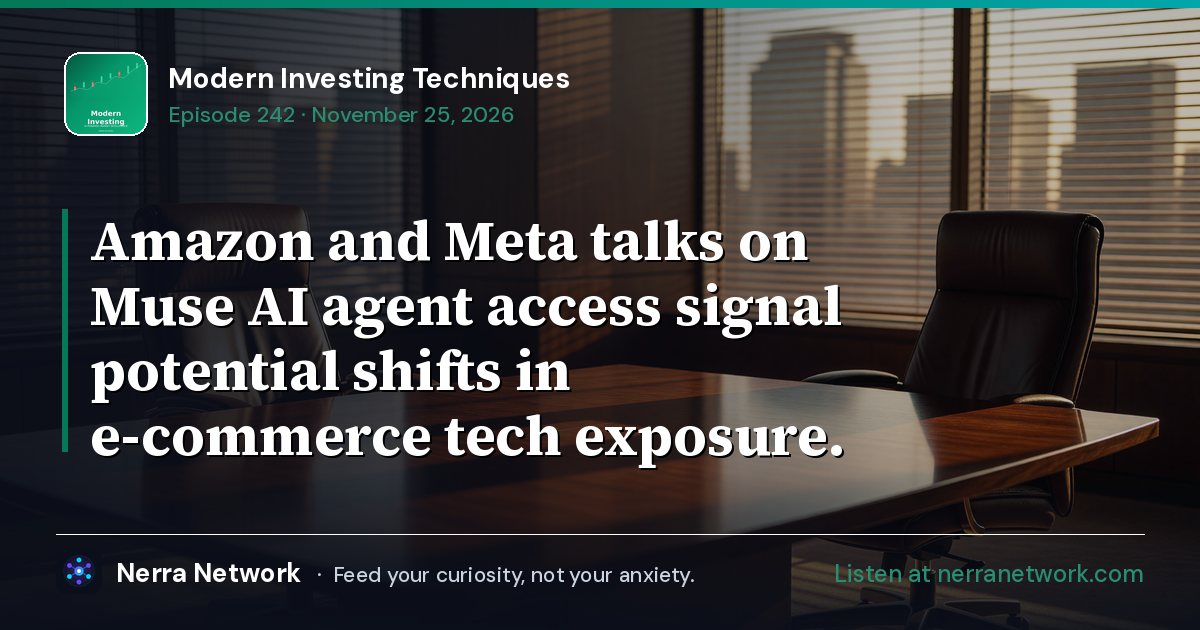 Modern Investing Techniques
Episode 242 · November 25, 2026
Modern
Investing
Amazon and Meta talks on
Muse AI agent access signal
potential shifts in
e-commerce tech exposure.
Nerra Network · Feed your curiosity, not your anxiety.
Listen at nerranetwork.com